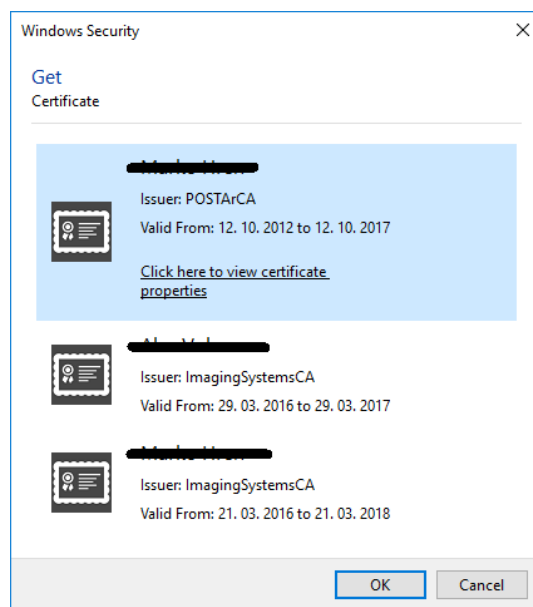 Windows Security
Get
Certificate
Issuer: POSTArCA
Valid From: 12. 10. 2012 to 12. 10. 2017
Click here to view certificate
properties
Issuer: ImagingSystemsCA
Valid From: 29. 03. 2016 to 29. 03. 2017
Issuer: ImagingSystemsCA
Valid From: 21. 03. 2016 to 21. 03. 2018
OK
Cancel